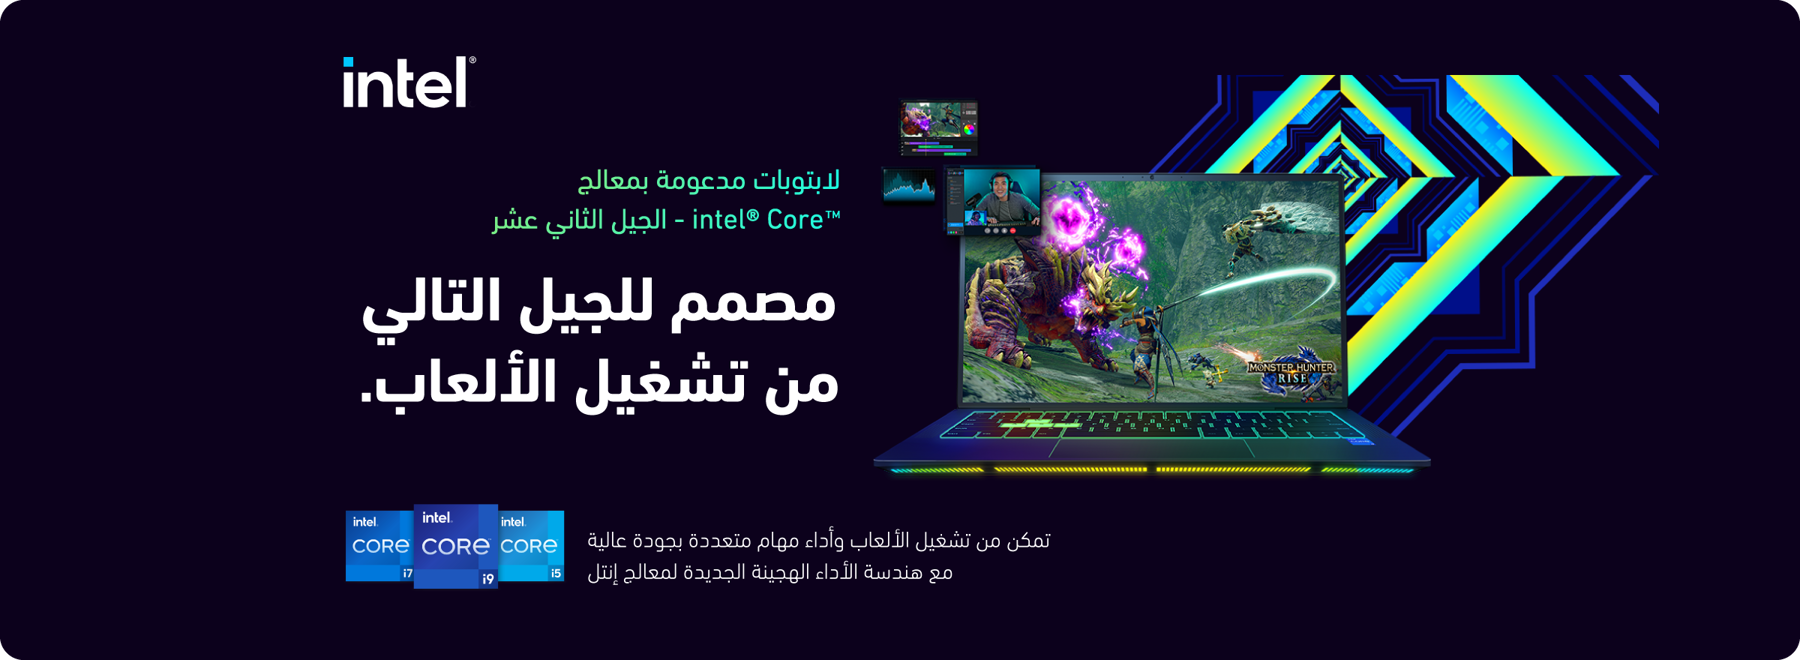 intel®
لابتوبات مدعومة بمعالج
intel® Core™ - الجيل الثاني عشر
مصمم للجيل التالي
من تشغيل الألعاب.
MONSTER HUNTER
RISE
intel.
CORE
i7
intel.
CORE
i9
intel.
CORE
i5
تمكن من تشغيل الألعاب وأداء مهام متعددة بجودة عالية
مع هندسة الأداء الهجينة الجديدة لمعالج إنتل